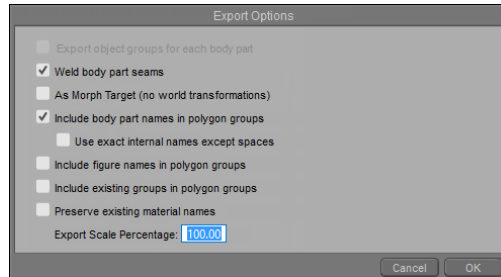 Export Options
Export object groups for each body part
Weld body part seams
As Morph Target (no world transformations)
Include body part names in polygon groups
Use exact internal names except spaces
Include figure names in polygon groups
Include existing groups in polygon groups
Preserve existing material names
Export Scale Percentage: 100.00
Cancel OK